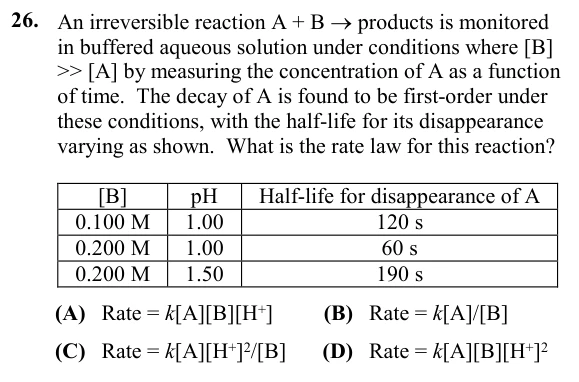 26. An irreversible reaction A + B → products is monitored
in buffered aqueous solution under conditions where [B]
>> [A] by measuring the concentration of A as a function
of time. The decay of A is found to be first-order under
these conditions, with the half-life for its disappearance
varying as shown. What is the rate law for this reaction?
[B] pH Half-life for disappearance of A
0.100 M 1.00 120 s
0.200 M 1.00 60 s
0.200 M 1.50 190 s
(A) Rate = k[A][B][H⁺] (B) Rate = k[A]/[B]
(C) Rate = k[A][H⁺]²/[B] (D) Rate = k[A][B][H⁺]²